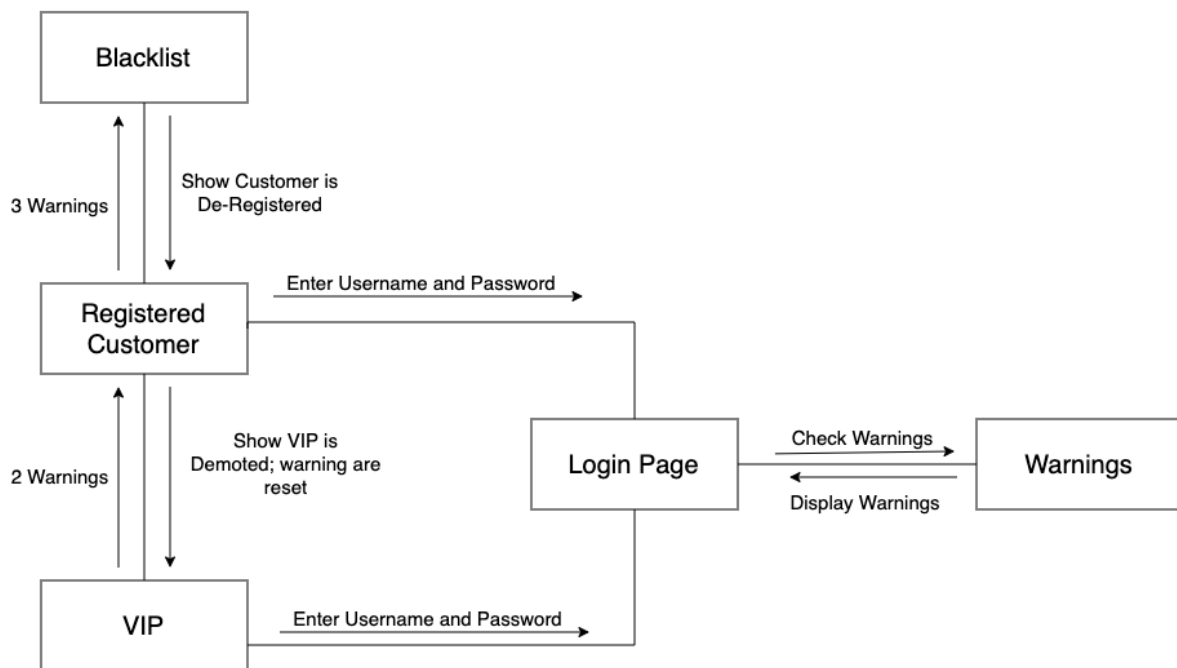 Blacklist
3 Warnings
Show Customer is
De-Registered
Registered
Customer
Enter Username and Password
2 Warnings
Show VIP is
Demoted; warning are
reset
Login Page
Check Warnings
Display Warnings
Warnings
VIP
Enter Username and Password